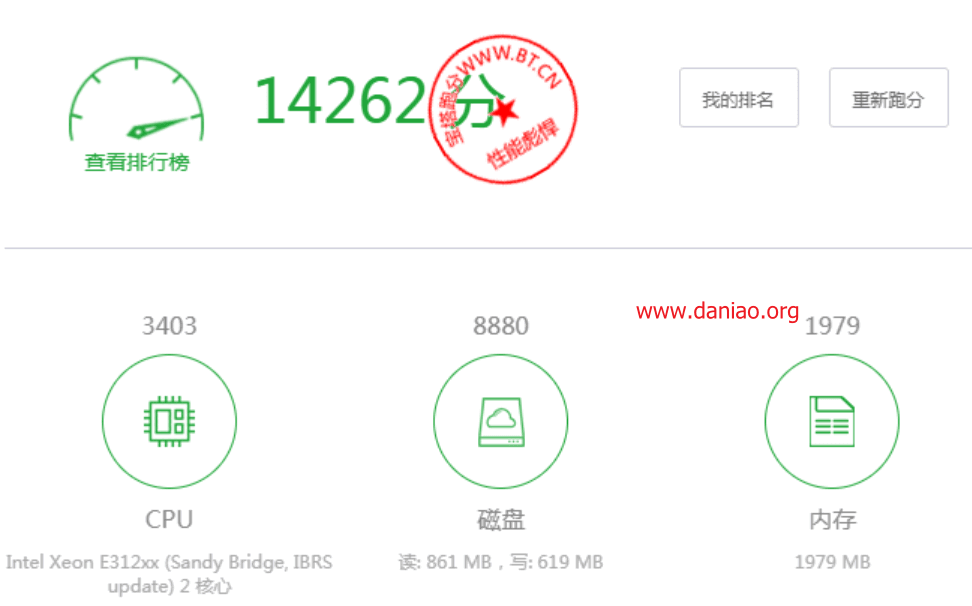 查看排行榜
14262分
宝塔跑分WWW.BT.CN
性能彪悍
我的排名
重新跑分
www.daniao.org
3403
8880
1979
CPU
磁盘
内存
Intel Xeon E312xx (Sandy Bridge, IBRS
update) 2 核心
读: 861 MB，写: 619 MB
1979 MB